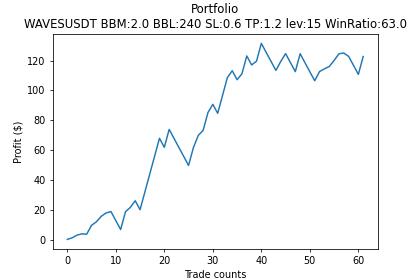 Portfolio
WAVESUSDT BBM:2.0 BBL:240 SL:0.6 TP:1.2 lev:15 WinRatio:63.0
120
100
80
60
40
20
0
Profit ($)
0 10 20 30 40 50 60
Trade counts